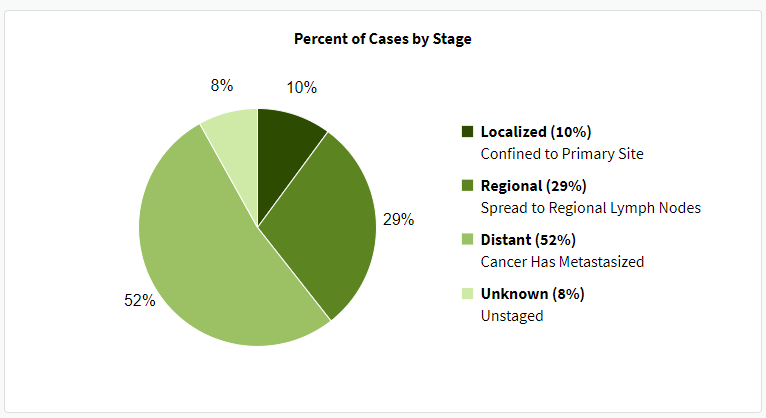 Percent of Cases by Stage
8%
10%
29%
52%
Localized (10%)
Confined to Primary Site
Regional (29%)
Spread to Regional Lymph Nodes
Distant (52%)
Cancer Has Metastasized
Unknown (8%)
Unstaged